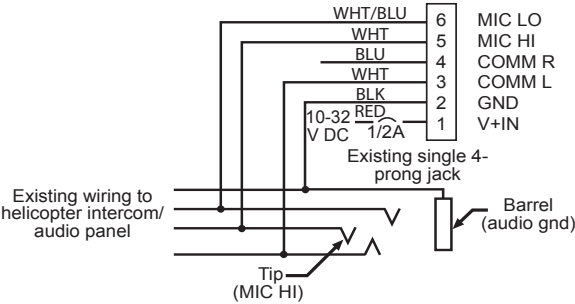 WHT/BLU 6 MIC LO
WHT 5 MIC HI
BLU 4 COMM R
WHT 3 COMM L
BLK 2 GND
10-32 V DC RED 1/2A 1 V+IN
Existing single 4-
prong jack
Existing wiring to
helicopter intercom/
audio panel
Barrel
(audio gnd)
Tip
(MIC HI)